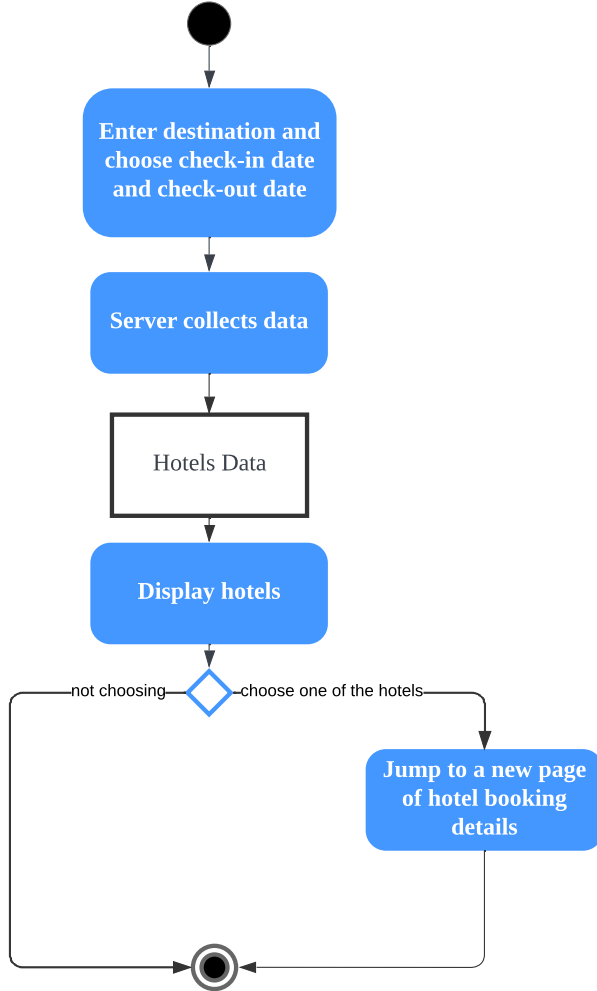 Enter destination and
choose check-in date
and check-out date
Server collects data
Hotels Data
Display hotels
not choosing
choose one of the hotels
Jump to a new page
of hotel booking
details